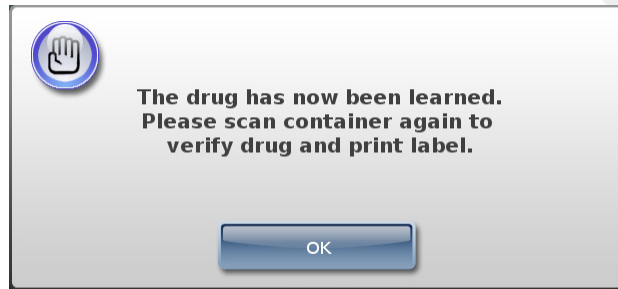 The drug has now been learned.
Please scan container again to
verify drug and print label.
OK